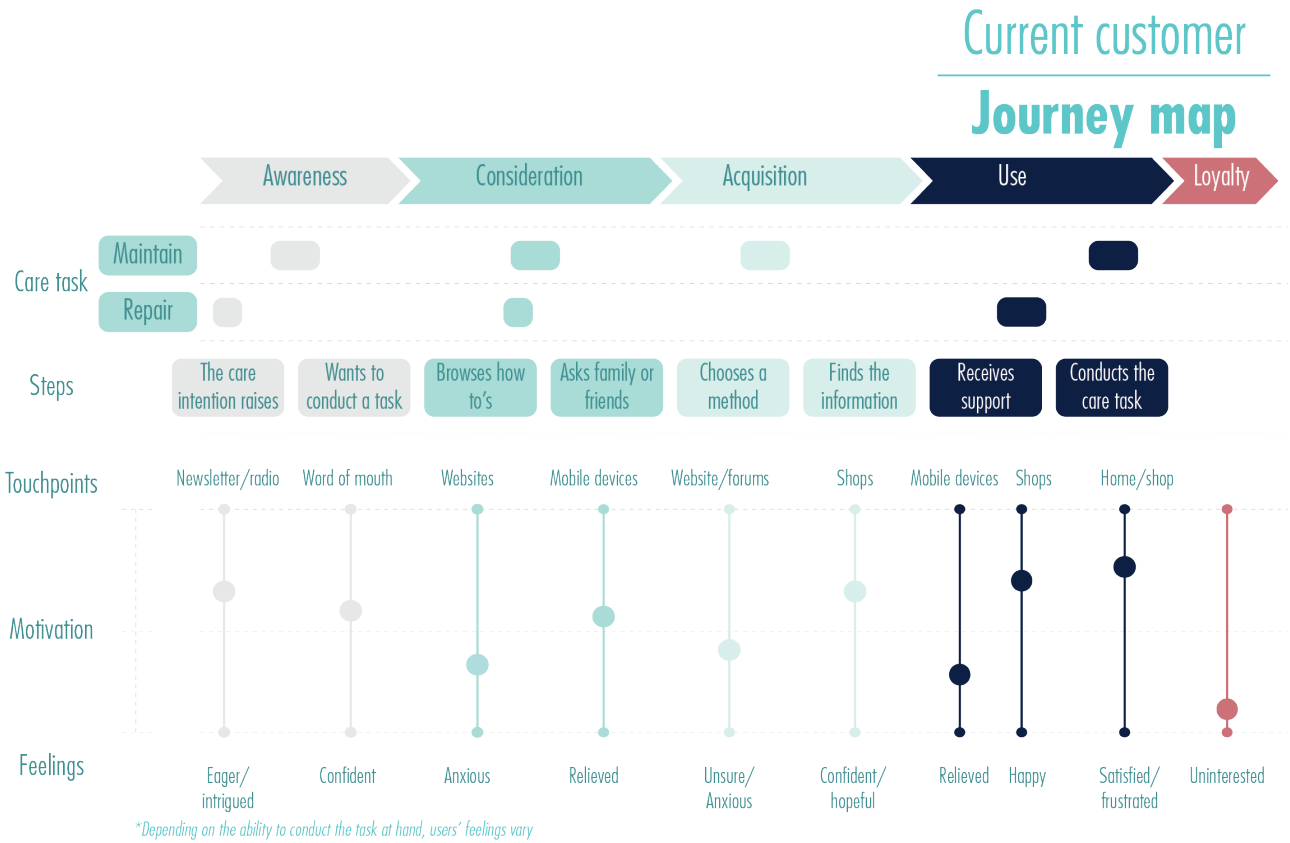 Current customer
Journey map
Awareness
Consideration
Acquisition
Use
Loyalty
Care task
Maintain
Repair
Steps
The care
intention raises
Wants to
conduct a task
Browses how
to's
Asks family or
friends
Chooses a
method
Finds the
information
Receives
support
Conducts the
care task
Touchpoints
Newsletter/radio
Word of mouth
Websites
Mobile devices
Website/forums
Shops
Mobile devices
Shops
Home/shop
Motivation
Feelings
Eager/
intrigued
Confident
Anxious
Relieved
Unsure/
Anxious
Confident/
hopeful
Relieved
Happy
Satisfied/
frustrated
Uninterested
*Depending on the ability to conduct the task at hand, users' feelings vary